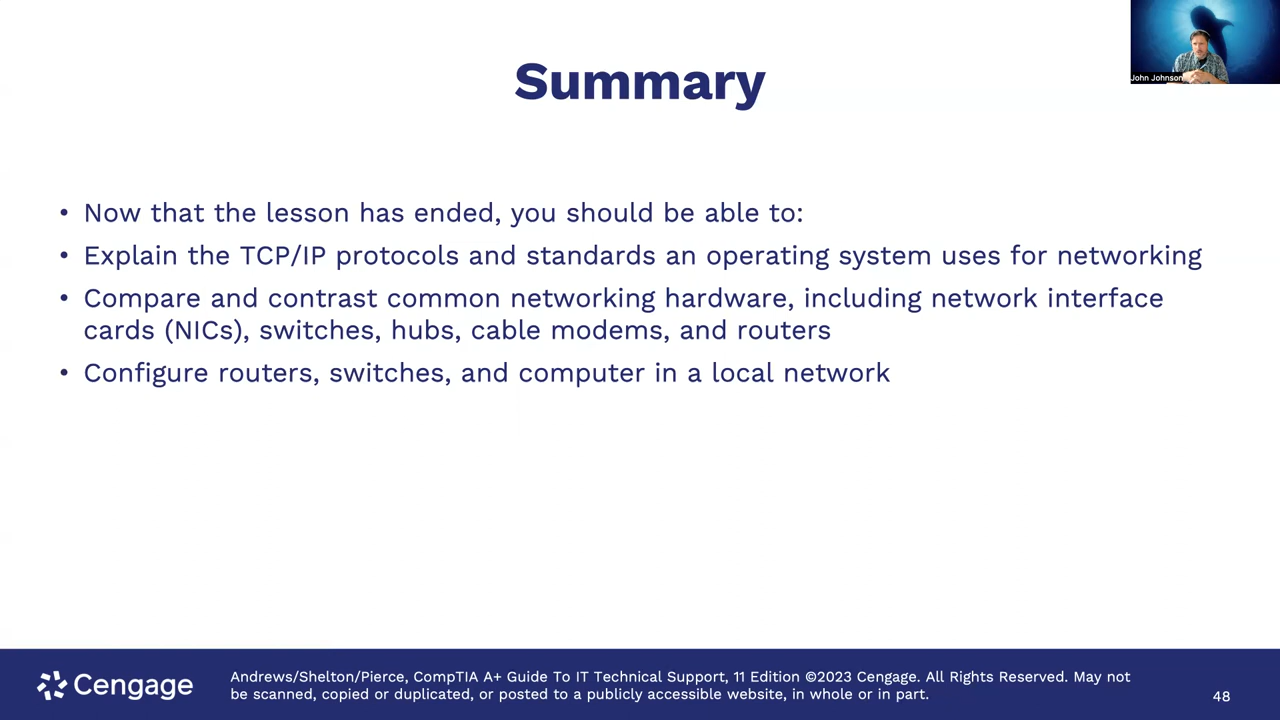 John Johnson
Summary
• Now that the lesson has ended, you should be able to:
• Explain the TCP/IP protocols and standards an operating system uses for networking
• Compare and contrast common networking hardware, including network interface
cards (NICs), switches, hubs, cable modems, and routers
• Configure routers, switches, and computer in a local network
Cengage
Andrews/Shelton/Pierce, CompTIA A+ Guide To IT Technical Support, 11 Edition ©2023 Cengage. All Rights Reserved. May not
be scanned, copied or duplicated, or posted to a publicly accessible website, in whole or in part.
48